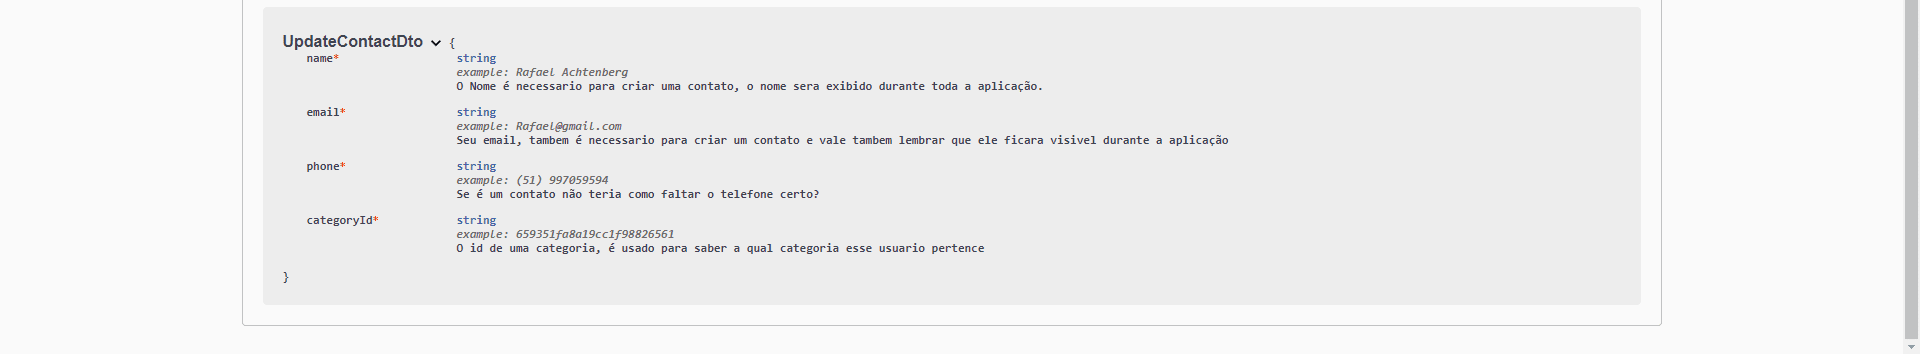 UpdateContactDto {
name* string
example: Rafael Achtenberg
O Nome é necessario para criar uma contato, o nome sera exibido durante toda a aplicação.
email* string
example: Rafael@gmail.com
Seu email, tambem é necessario para criar um contato e vale tambem lembrar que ele ficara visivel durante a aplicação
phone* string
example: (51) 997059594
Se é um contato não teria como faltar o telefone certo?
categoryId* string
example: 659351fa8a19cc1f98826561
O id de uma categoria, é usado para saber a qual categoria esse usuario pertence
}